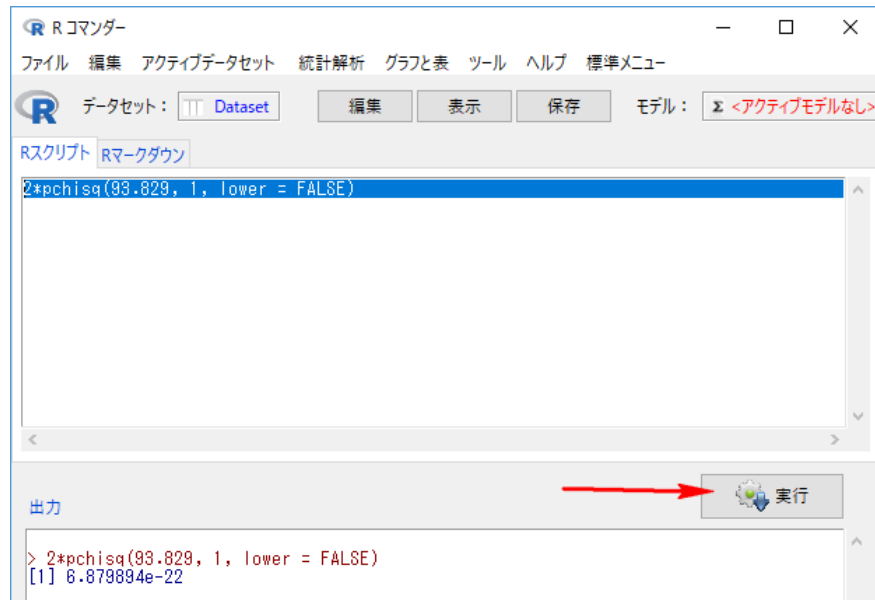 R コマンダー
ファイル 編集 アクティブデータセット 統計解析 グラフと表 ツール ヘルプ 標準メニュー
R データセット： Dataset 編集 表示 保存 モデル： Σ <アクティブモデルなし>
Rスクリプト Rマークダウン
2*pchisq(93.829, 1, lower = FALSE)
実行
出力
> 2*pchisq(93.829, 1, lower = FALSE)
[1] 6.879894e-22